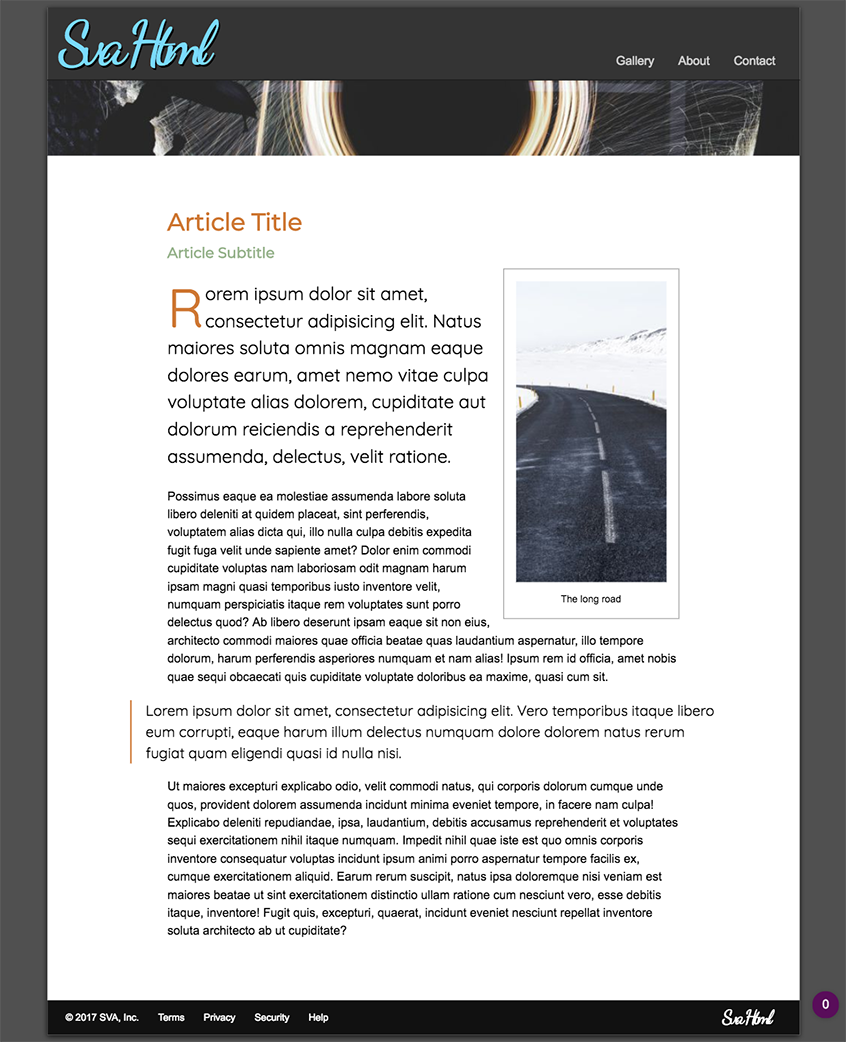 Sva Html
Gallery About Contact
Article Title
Article Subtitle
Rorem ipsum dolor sit amet,
consectetur adipisicing elit. Natus
maiores soluta omnis magnam eaque
dolores earum, amet nemo vitae culpa
voluptate alias dolorem, cupiditate aut
dolorum reiciendis a reprehenderit
assumenda, delectus, velit ratione.
The long road
Possimus eaque ea molestiae assumenda labore soluta
libero deleniti at quidem placeat, sint perferendis,
voluptatem alias dicta qui, illo nulla culpa debitis expedita
fugit fuga velit unde sapiente amet? Dolor enim commodi
cupiditate voluptas nam laboriosam odit magnam harum
ipsam magni quasi temporibus iusto inventore velit,
numquam perspiciatis itaque rem voluptates sunt porro
delectus quod? Ab libero deserunt ipsam eaque sit non eius,
architecto commodi maiores quae officia beatae quas laudantium aspernatur, illo tempore
dolorum, harum perferendis asperiores numquam et nam alias! Ipsum rem id officia, amet nobis
quae sequi obcaecati quis cupiditate voluptate doloribus ea maxime, quasi cum sit.
Lorem ipsum dolor sit amet, consectetur adipisicing elit. Vero temporibus itaque libero
eum corrupti, eaque harum illum delectus numquam dolore dolorem natus rerum
fugiat quam eligendi quasi id nulla nisi.
Ut maiores excepturi explicabo odio, velit commodi natus, qui corporis dolorum cumque unde
quos, provident dolorem assumenda incidunt minima eveniet tempore, in facere nam culpa!
Explicabo deleniti repudiandae, ipsa, laudantium, debitis accusamus reprehenderit et voluptates
sequi exercitationem nihil itaque numquam. Impedit nihil quae iste est quo omnis corporis
inventore consequatur voluptas incidunt ipsum animi porro aspernatur tempore facilis ex,
cumque exercitationem aliquid. Earum rerum suscipit, natus ipsa doloremque nisi veniam est
maiores beatae ut sint exercitationem distinctio ullam ratione cum nesciunt vero, esse debitis
itaque, inventore! Fugit quis, excepturi, quaerat, incidunt eveniet nesciunt repellat inventore
soluta architecto ab ut cupiditate?
© 2017 SVA, Inc. Terms Privacy Security Help
Sva Html
0